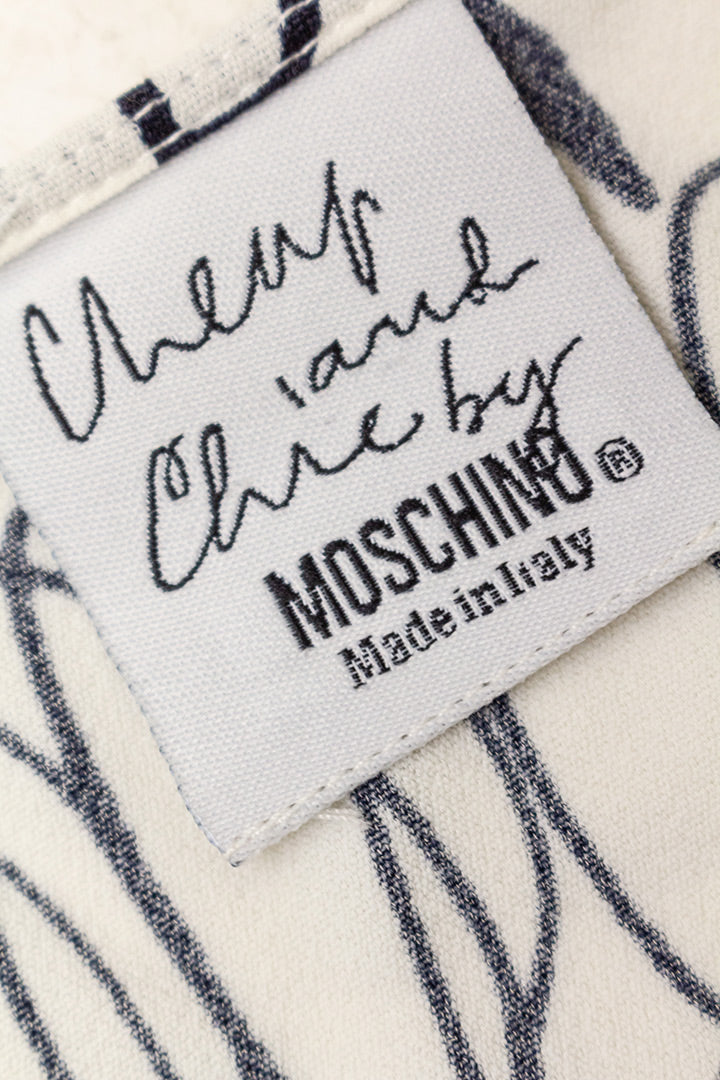 Cheap
and
Chic by
MOSCHINO®
Made in Italy